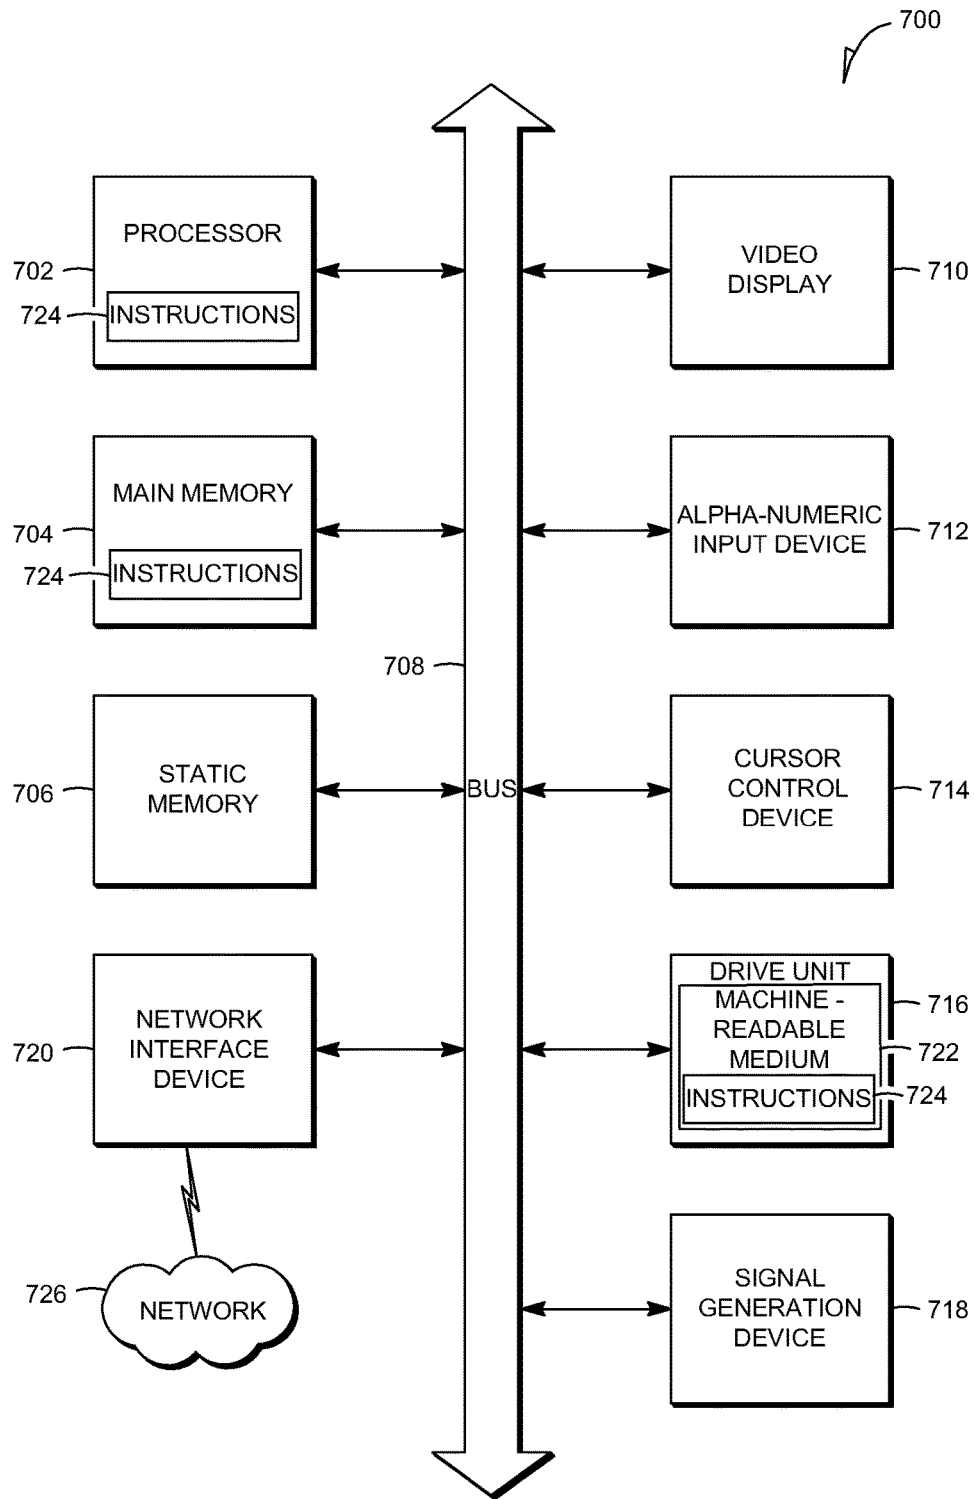 700
PROCESSOR
702
724
INSTRUCTIONS
VIDEO
DISPLAY
710
MAIN MEMORY
704
724
INSTRUCTIONS
ALPHA-NUMERIC
INPUT DEVICE
712
708
STATIC
MEMORY
706
BUS
CURSOR
CONTROL
DEVICE
714
NETWORK
INTERFACE
DEVICE
720
DRIVE UNIT
716
MACHINE -
READABLE
MEDIUM
722
INSTRUCTIONS
724
726
NETWORK
SIGNAL
GENERATION
DEVICE
718